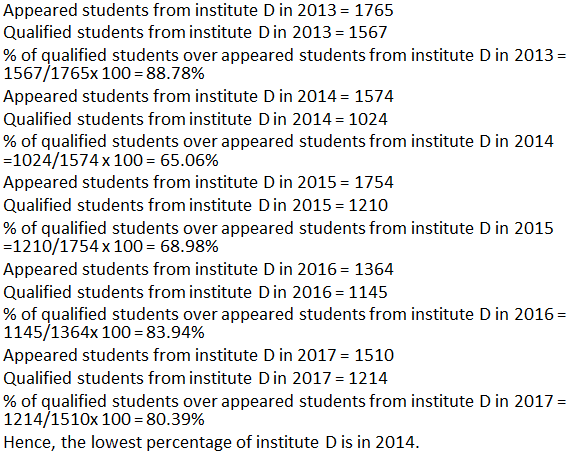 Appeared students from institute D in 2013 = 1765
Qualified students from institute D in 2013 = 1567
% of qualified students over appeared students from institute D in 2013 =
1567/1765x 100 = 88.78%
Appeared students from institute D in 2014 = 1574
Qualified students from institute D in 2014 = 1024
% of qualified students over appeared students from institute D in 2014
=1024/1574 x 100 = 65.06%
Appeared students from institute D in 2015 = 1754
Qualified students from institute D in 2015 = 1210
% of qualified students over appeared students from institute D in 2015
=1210/1754 x 100 = 68.98%
Appeared students from institute D in 2016 = 1364
Qualified students from institute D in 2016 = 1145
% of qualified students over appeared students from institute D in 2016 =
1145/1364x 100 = 83.94%
Appeared students from institute D in 2017 = 1510
Qualified students from institute D in 2017 = 1214
% of qualified students over appeared students from institute D in 2017 =
1214/1510x 100 = 80.39%
Hence, the lowest percentage of institute D is in 2014.